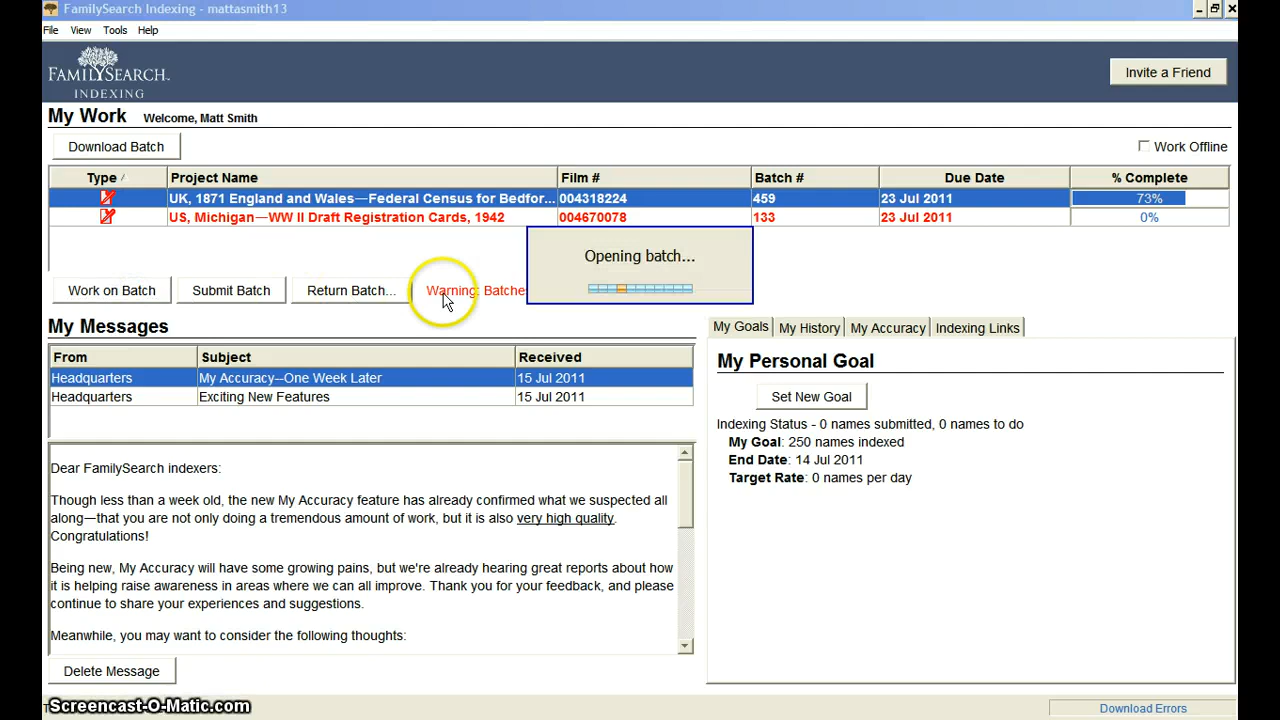 FamilySearch Indexing - mattasmith13
File View Tools Help
FAMILYSEARCH™
INDEXING
Invite a Friend
My Work Welcome, Matt Smith
Download Batch Work Offline
Type Project Name Film # Batch # Due Date % Complete
UK, 1871 England and Wales—Federal Census for Bedfor... 004318224 459 23 Jul 2011 73%
US, Michigan—WW II Draft Registration Cards, 1942 004670078 133 23 Jul 2011 0%
Opening batch...
Work on Batch Submit Batch Return Batch... Warning: Batches
My Messages
My Goals My History My Accuracy Indexing Links
From Subject Received
Headquarters My Accuracy--One Week Later 15 Jul 2011
Headquarters Exciting New Features 15 Jul 2011
My Personal Goal
Set New Goal
Indexing Status - 0 names submitted, 0 names to do
My Goal: 250 names indexed
End Date: 14 Jul 2011
Target Rate: 0 names per day
Dear FamilySearch indexers:
Though less than a week old, the new My Accuracy feature has already confirmed what we suspected all
along—that you are not only doing a tremendous amount of work, but it is also very high quality.
Congratulations!
Being new, My Accuracy will have some growing pains, but we're already hearing great reports about how
it is helping raise awareness in areas where we can all improve. Thank you for your feedback, and please
continue to share your experiences and suggestions.
Meanwhile, you may want to consider the following thoughts:
Delete Message
Screencast-O-Matic.com
Download Errors